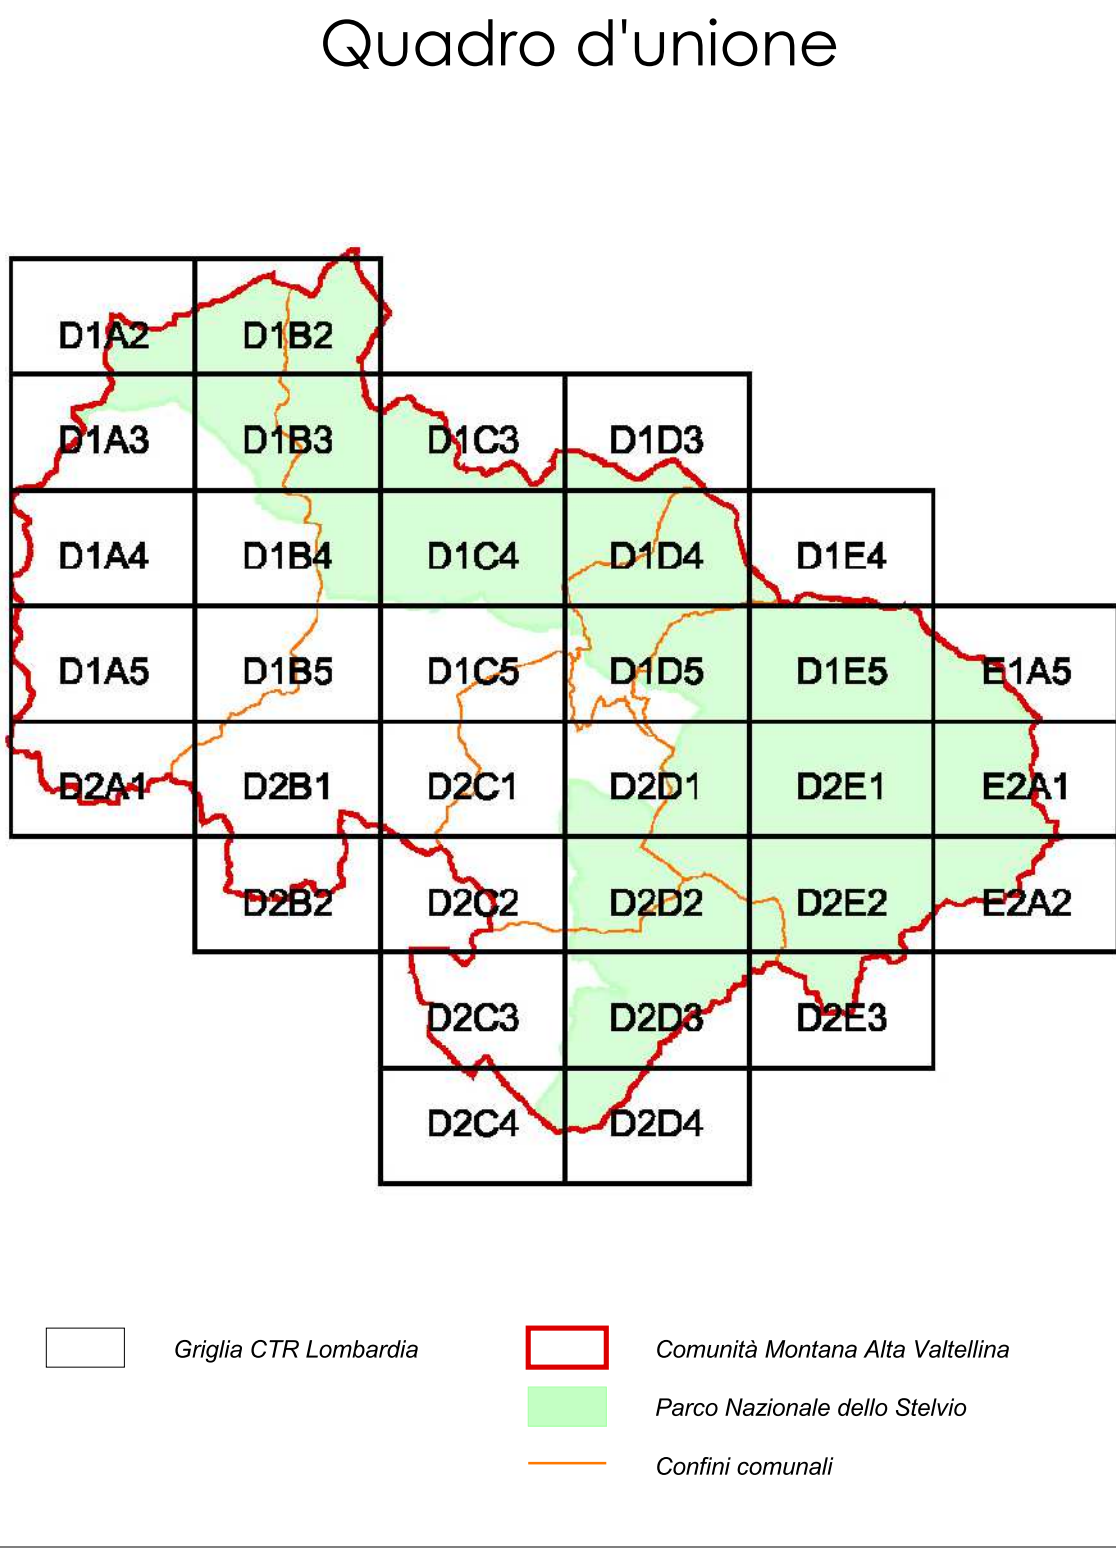 Quadro d'unione
D1A2 D1B2
D1A3 D1B3 D1C3 D1D3
D1A4 D1B4 D1C4 D1D4 D1E4
D1A5 D1B5 D1C5 D1D5 D1E5 E1A5
D2A1 D2B1 D2C1 D2D1 D2E1 E2A1
D2B2 D2C2 D2D2 D2E2 E2A2
D2C3 D2D3 D2E3
D2C4 D2D4
Griglia CTR Lombardia
Comunità Montana Alta Valtellina
Parco Nazionale dello Stelvio
Confini comunali